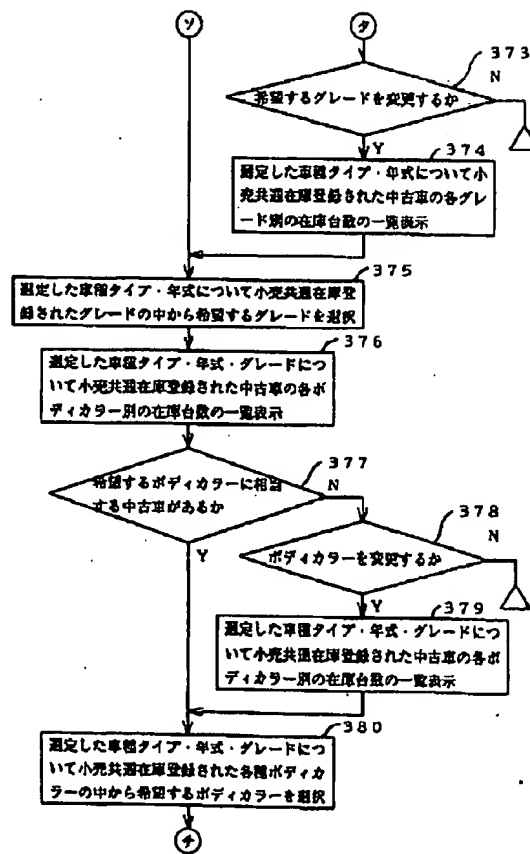 ソ
タ
373
希望するグレードを変更するか
N
Y
374
選定した車種タイプ・年式について小
売共通在庫登録された中古車の各グレ
ード別の在庫台数の一覧表示
375
選定した車種タイプ・年式について小売共通在庫登
録されたグレードの中から希望するグレードを選択
376
選定した車種タイプ・年式・グレードにつ
いて小売共通在庫登録された中古車の各ボ
ディカラー別の在庫台数の一覧表示
377
希望するボディカラーに相当
する中古車があるか
N
Y
378
ボディカラーを変更するか
N
Y
379
選定した車種タイプ・年式・グレードにつ
いて小売共通在庫登録された中古車の各ボ
ディカラー別の在庫台数の一覧表示
380
選定した車種タイプ・年式・グレードにつ
いて小売共通在庫登録された各種ボディカ
ラーの中から希望するボディカラーを選択
チ